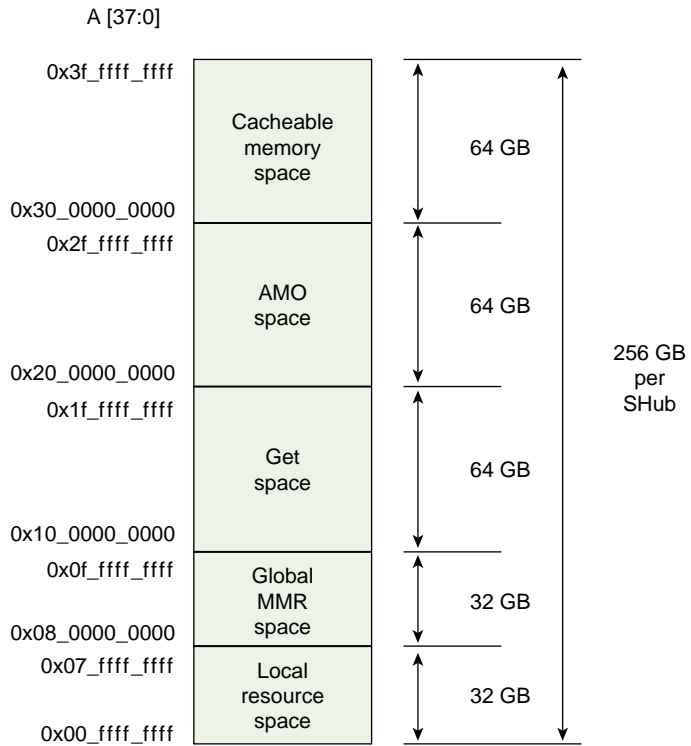 A [37:0]
0x3f_ffff_ffff
Cacheable
memory
space
64 GB
0x30_0000_0000
0x2f_ffff_ffff
AMO
space
64 GB
256 GB
per
SHub
0x20_0000_0000
0x1f_ffff_ffff
Get
space
64 GB
0x10_0000_0000
0x0f_ffff_ffff
Global
MMR
space
32 GB
0x08_0000_0000
0x07_ffff_ffff
Local
resource
space
32 GB
0x00_ffff_ffff